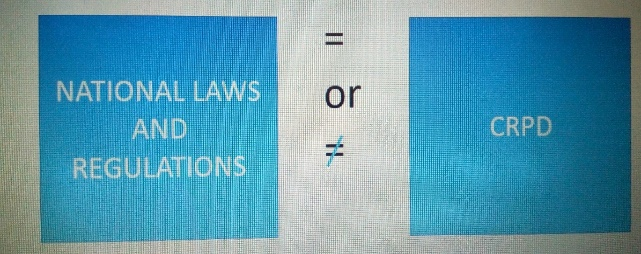 NATIONAL LAWS
AND
REGULATIONS
=
or
≠
CRPD